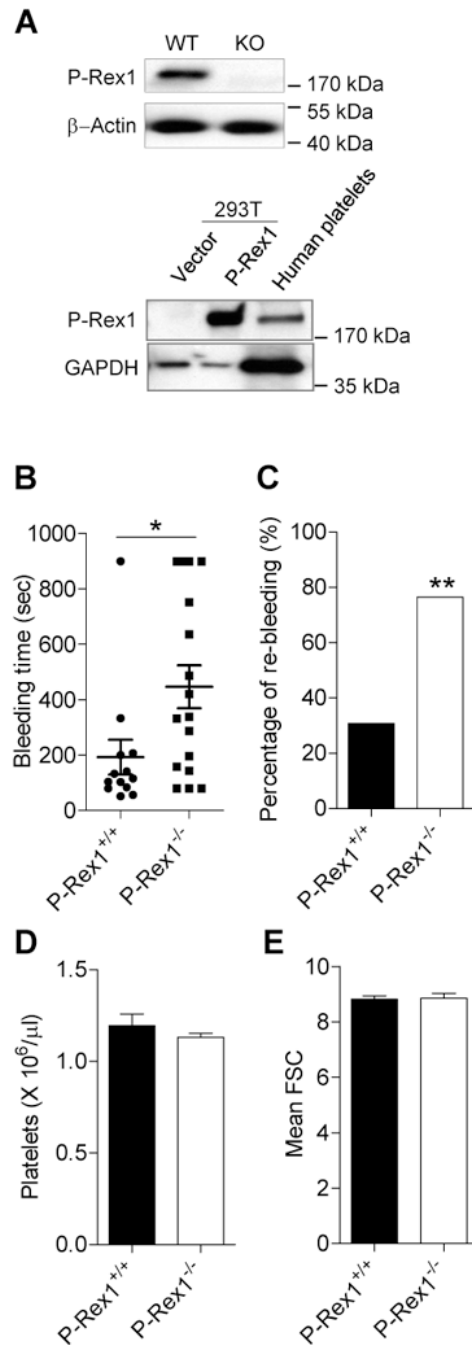 A
WT KO
P-Rex1
170 kDa
55 kDa
β–Actin
40 kDa
293T
Vector
P-Rex1
Human platelets
P-Rex1
170 kDa
GAPDH
35 kDa
B
*
Bleeding time (sec)
1000
800
600
400
200
0
P-Rex1+/+
P-Rex1-/-
C
**
Percentage of re-bleeding (%)
100
80
60
40
20
0
P-Rex1+/+
P-Rex1-/-
D
Platelets (X 10⁶/µl)
1.5
1.0
0.5
0.0
P-Rex1+/+
P-Rex1-/-
E
Mean FSC
10
8
6
4
2
0
P-Rex1+/+
P-Rex1-/-